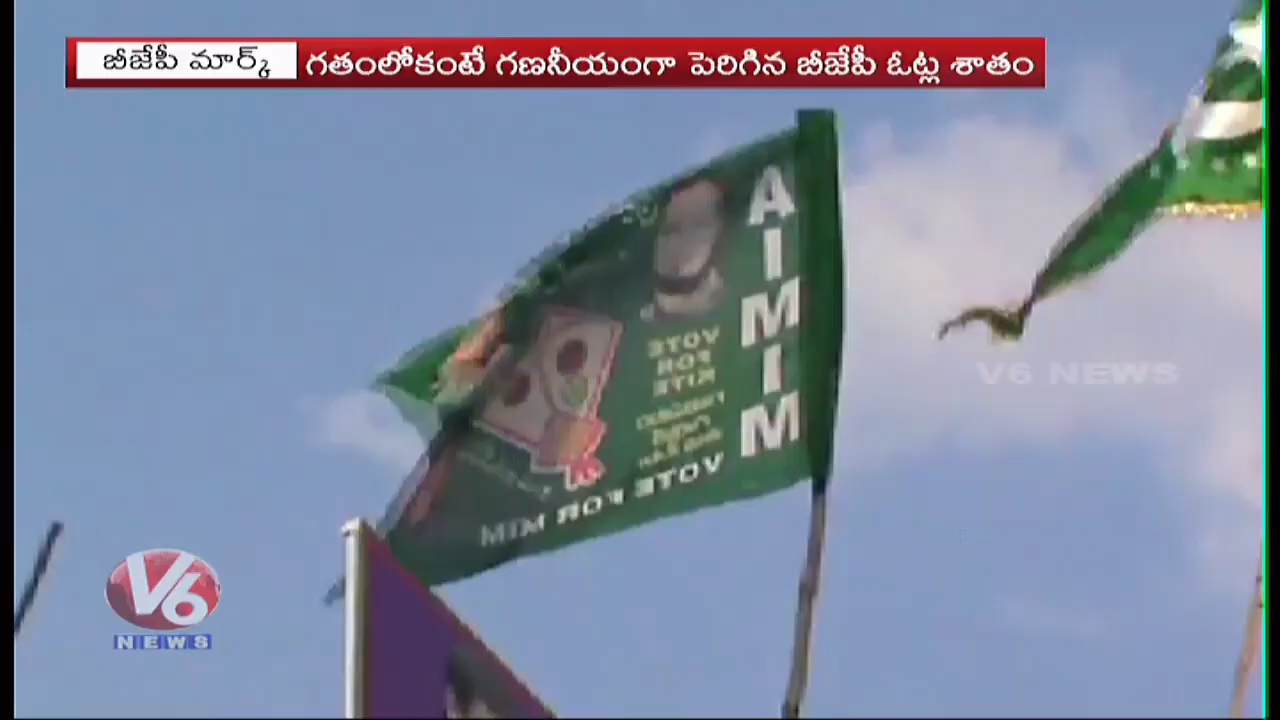 బీజేపీ మార్క్ గతంలోకంటే గణనీయంగా పెరిగిన బీజేపీ ఓట్ల శాతం
AIMIM
VOTE
FOR
KITE
VOTE FOR MIM
V6 NEWS
V6
NEWS